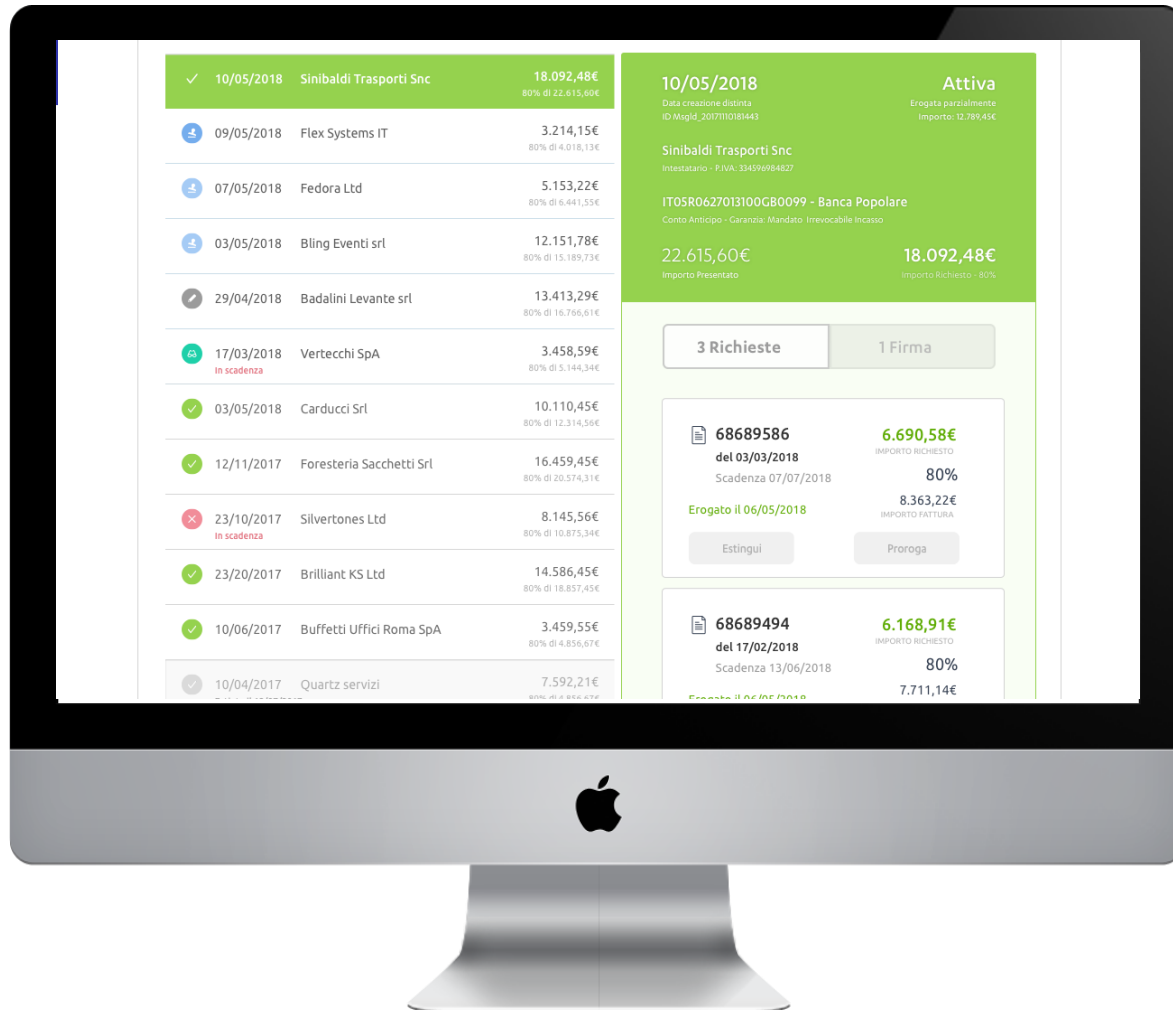 10/05/2018 Sinibaldi Trasporti Snc 18.092,48€
80% di 22.615,60€
09/05/2018 Flex Systems IT 3.214,15€
80% di 4.018,13€
07/05/2018 Fedora Ltd 5.153,22€
80% di 6.441,55€
03/05/2018 Bling Eventi srl 12.151,78€
80% di 15.189,73€
29/04/2018 Badalini Levante srl 13.413,29€
80% di 16.766,61€
17/03/2018 Vertecchi SpA 3.458,59€
In scadenza 80% di 5.144,34€
03/05/2018 Carducci Srl 10.110,45€
80% di 12.314,56€
12/11/2017 Foresteria Sacchetti Srl 16.459,45€
80% di 20.574,31€
23/10/2017 Silvertones Ltd 8.145,56€
In scadenza 80% di 10.875,34€
23/20/2017 Brilliant KS Ltd 14.586,45€
80% di 18.857,45€
10/06/2017 Buffetti Uffici Roma SpA 3.459,55€
80% di 4.856,67€
10/04/2017 Quartz servizi 7.592,21€
80% di 4.856,67€
10/05/2018 Attiva
Data creazione distinta Erogata parzialmente
ID MsgId_20171110181443 Importo: 12.789,45€
Sinibaldi Trasporti Snc
Intestatario - P.IVA: 334596984827
IT05R0627013100GB0099 - Banca Popolare
Conto Anticipo - Garanzia: Mandato Irrevocabile Incasso
22.615,60€ 18.092,48€
Importo Presentato Importo Richiesto - 80%
3 Richieste 1 Firma
68689586 6.690,58€
del 03/03/2018 IMPORTO RICHIESTO
Scadenza 07/07/2018 80%
Erogato il 06/05/2018 8.363,22€
IMPORTO FATTURA
Estingui Proroga
68689494 6.168,91€
del 17/02/2018 IMPORTO RICHIESTO
Scadenza 13/06/2018 80%
Erogato il 06/05/2018 7.711,14€